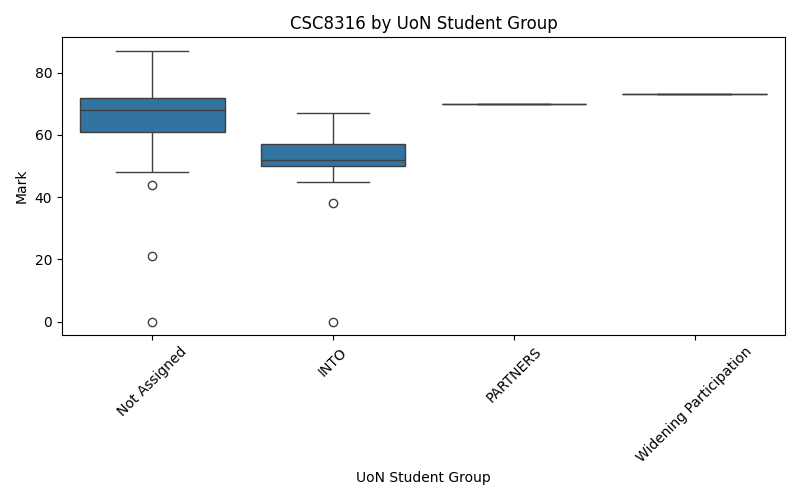 CSC8316 by UoN Student Group
Mark
80
60
40
20
0
Not Assigned
INTO
PARTNERS
Widening Participation
UoN Student Group